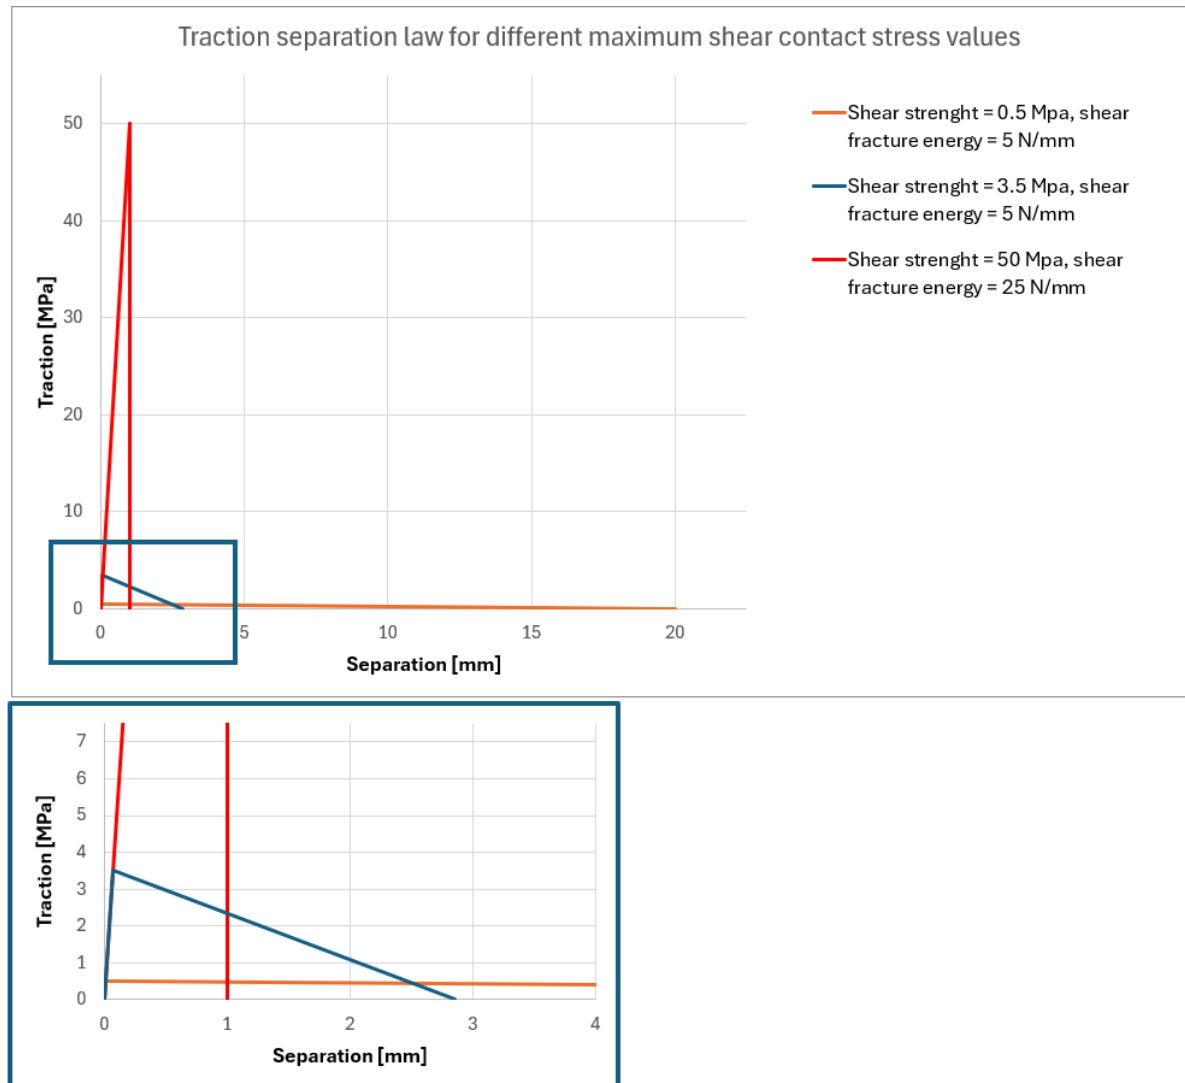 Traction separation law for different maximum shear contact stress values
50
40
30
20
10
0
Traction [MPa]
0
5
10
15
20
Separation [mm]
Shear strenght = 0.5 Mpa, shear
fracture energy = 5 N/mm
Shear strenght = 3.5 Mpa, shear
fracture energy = 5 N/mm
Shear strenght = 50 Mpa, shear
fracture energy = 25 N/mm
7
6
5
4
3
2
1
0
Traction [MPa]
0
1
2
3
4
Separation [mm]